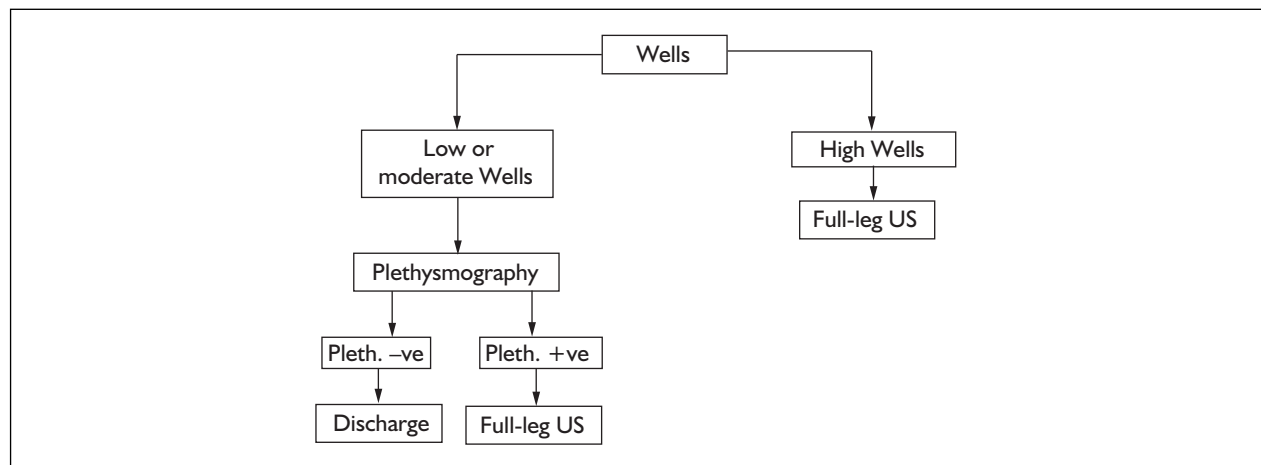 Wells
Low or
moderate Wells
High Wells
Full-leg US
Plethysmography
Pleth. –ve
Pleth. +ve
Discharge
Full-leg US